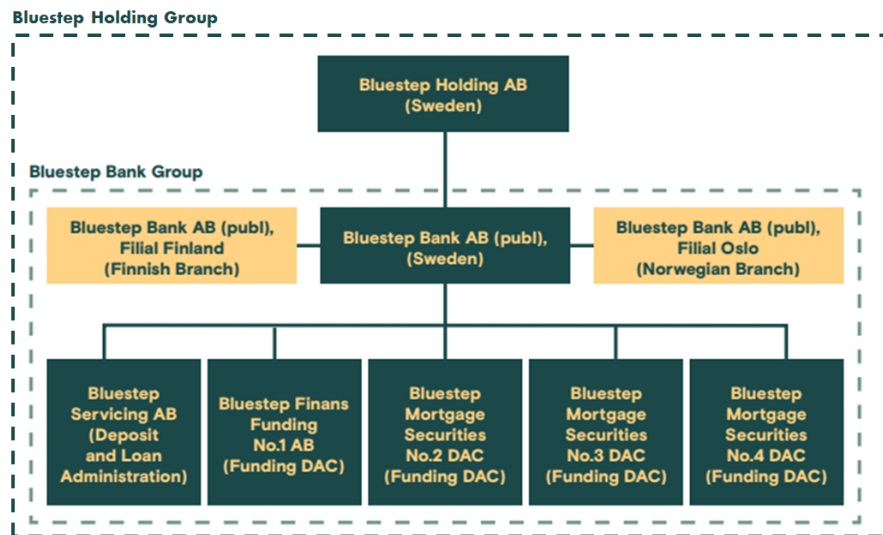 Bluestep Holding Group
Bluestep Holding AB
(Sweden)
Bluestep Bank Group
Bluestep Bank AB (publ),
Filial Finland
(Finnish Branch)
Bluestep Bank AB (publ),
(Sweden)
Bluestep Bank AB (publ),
Filial Oslo
(Norwegian Branch)
Bluestep
Servicing AB
(Deposit
and Loan
Administration)
Bluestep Finans
Funding
No.1 AB
(Funding DAC)
Bluestep
Mortgage
Securities
No.2 DAC
(Funding DAC)
Bluestep
Mortgage
Securities
No.3 DAC
(Funding DAC)
Bluestep
Mortgage
Securities
No.4 DAC
(Funding DAC)